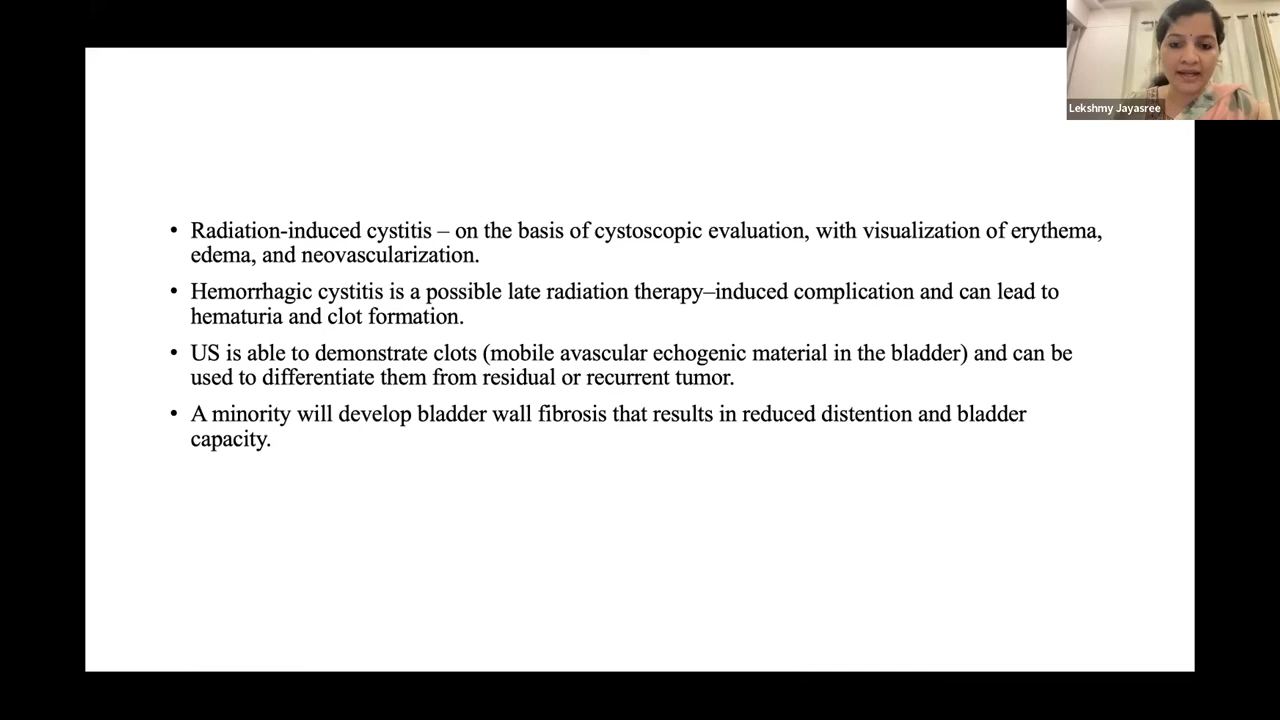 Lekshmy Jayasree
• Radiation-induced cystitis – on the basis of cystoscopic evaluation, with visualization of erythema,
edema, and neovascularization.
• Hemorrhagic cystitis is a possible late radiation therapy–induced complication and can lead to
hematuria and clot formation.
• US is able to demonstrate clots (mobile avascular echogenic material in the bladder) and can be
used to differentiate them from residual or recurrent tumor.
• A minority will develop bladder wall fibrosis that results in reduced distention and bladder
capacity.